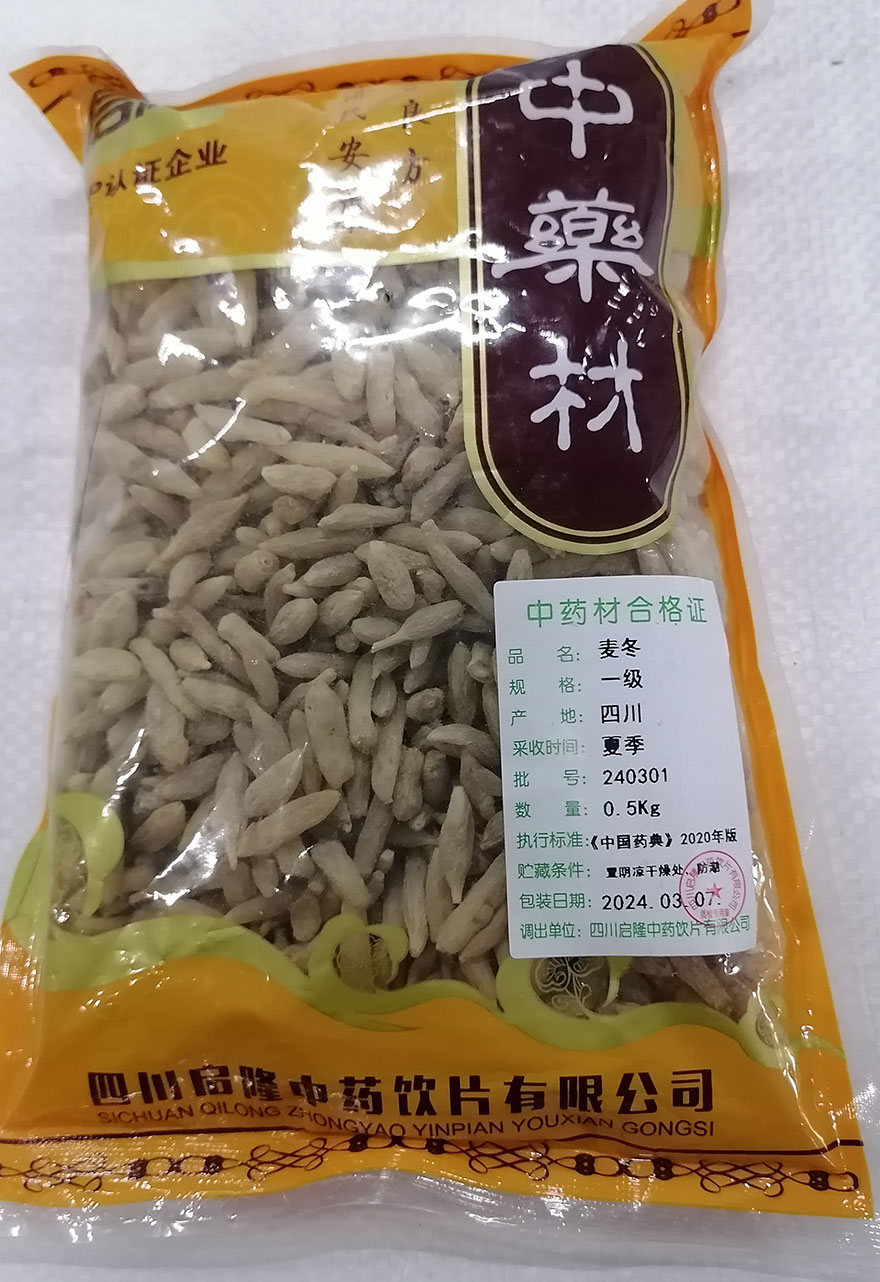 P认证企业
良方
安
中藥材
中药材合格证
品 名: 麦冬
规 格: 一级
产 地: 四川
采收时间: 夏季
批 号: 240301
数 量: 0.5Kg
执行标准:《中国药典》2020年版
贮藏条件: 置阴凉干燥处,防潮
包装日期: 2024.03.07.
调出单位: 四川启隆中药饮片有限公司
四川启隆中药饮片有限公司
SICHUAN QILONG ZHONGYAO YINPIAN YOUXIAN GONGSI